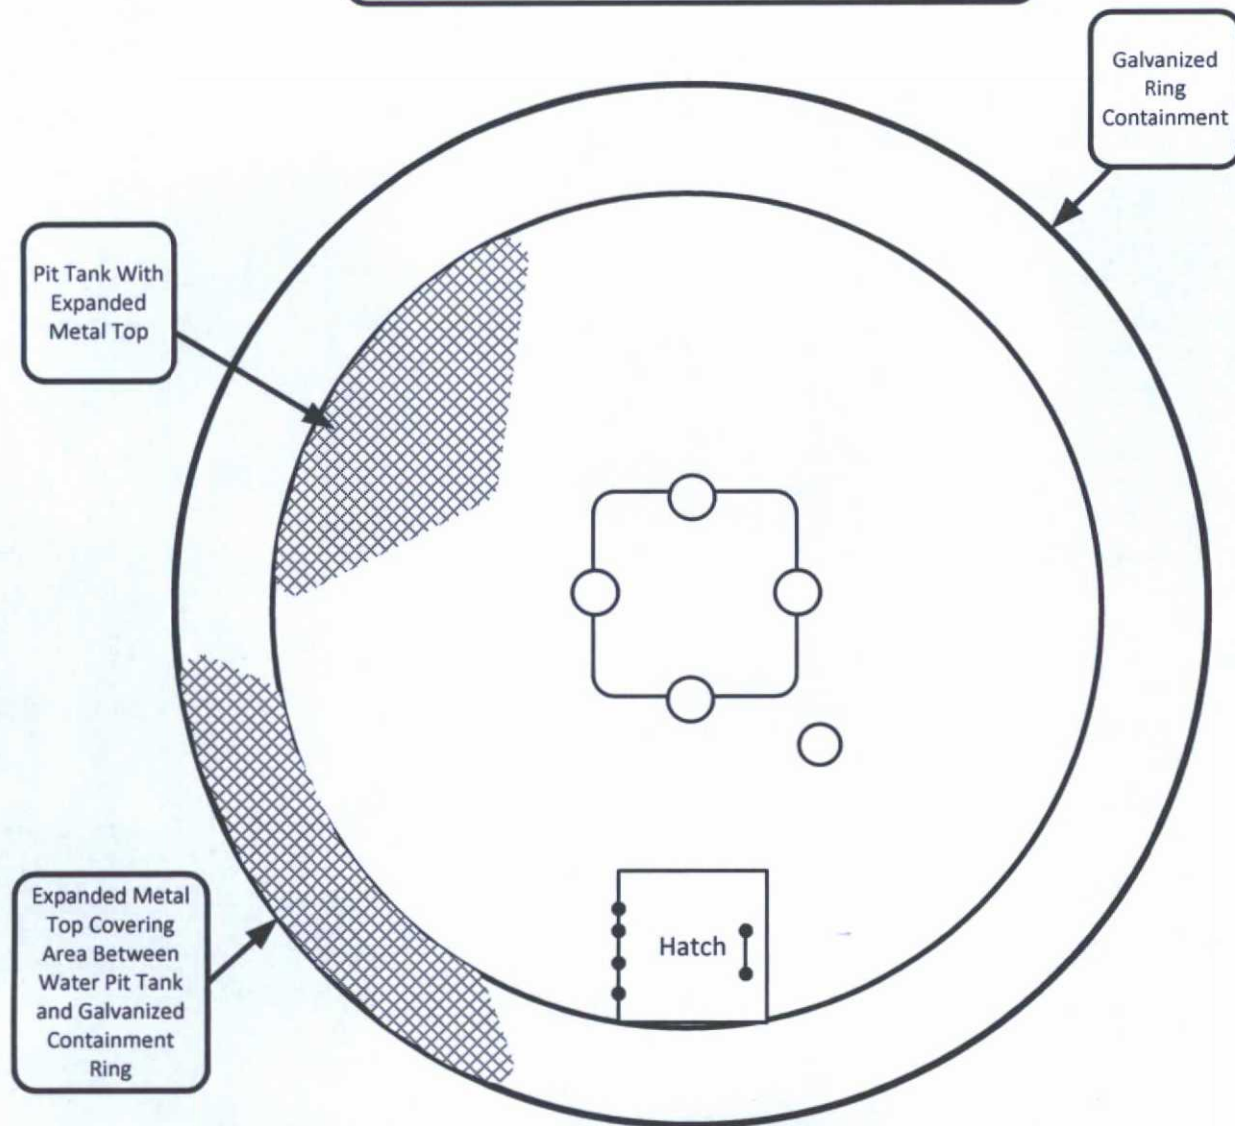 Galvanized
Ring
Containment
Pit Tank With
Expanded
Metal Top
Expanded Metal
Top Covering
Area Between
Water Pit Tank
and Galvanized
Containment
Ring
Hatch